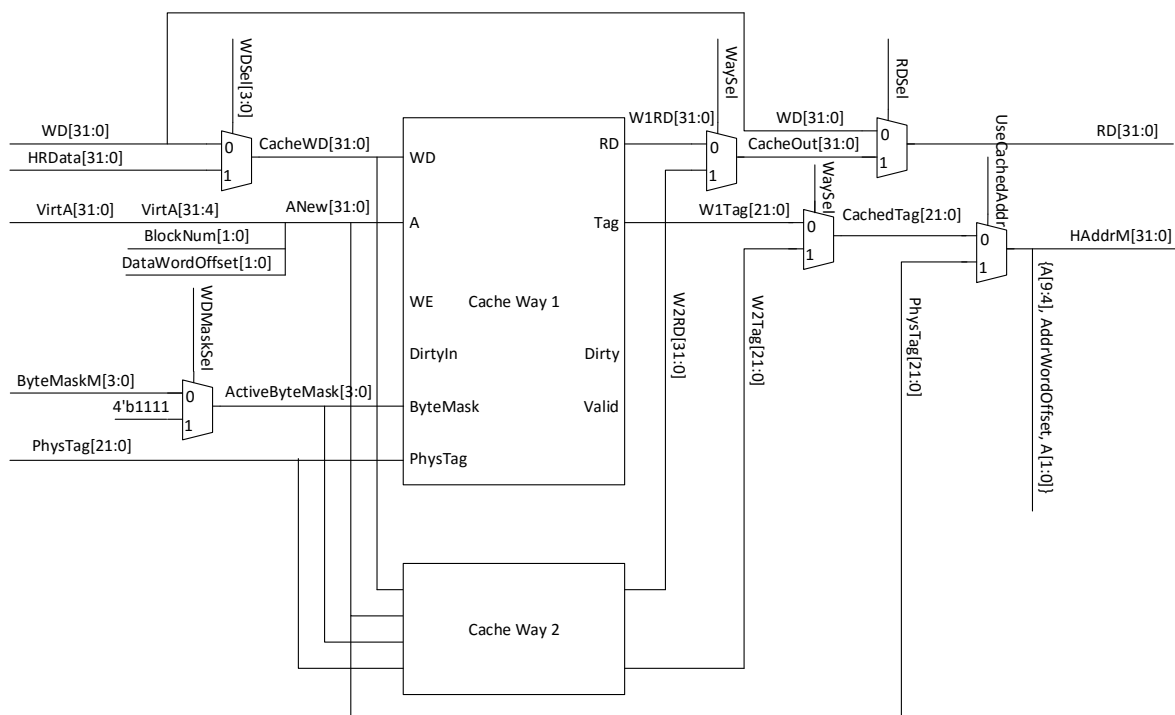 WDSel[3:0]
WD[31:0]
HRData[31:0]
0
1
CacheWD[31:0]
VirtA[31:0]
VirtA[31:4]
ANew[31:0]
BlockNum[1:0]
DataWordOffset[1:0]
WDMaskSel
ByteMaskM[3:0]
4'b1111
0
1
ActiveByteMask[3:0]
PhysTag[21:0]
WD
A
WE
DirtyIn
ByteMask
PhysTag
Cache Way 1
RD
Tag
Dirty
Valid
Cache Way 2
W1RD[31:0]
WaySel
0
1
W2RD[31:0]
WD[31:0]
CacheOut[31:0]
RDSel
0
1
RD[31:0]
W1Tag[21:0]
WaySel
0
1
W2Tag[21:0]
CachedTag[21:0]
UseCachedAddr
0
1
PhysTag[21:0]
HAddrM[31:0]
{A[9:4], AddrWordOffset, A[1:0]}